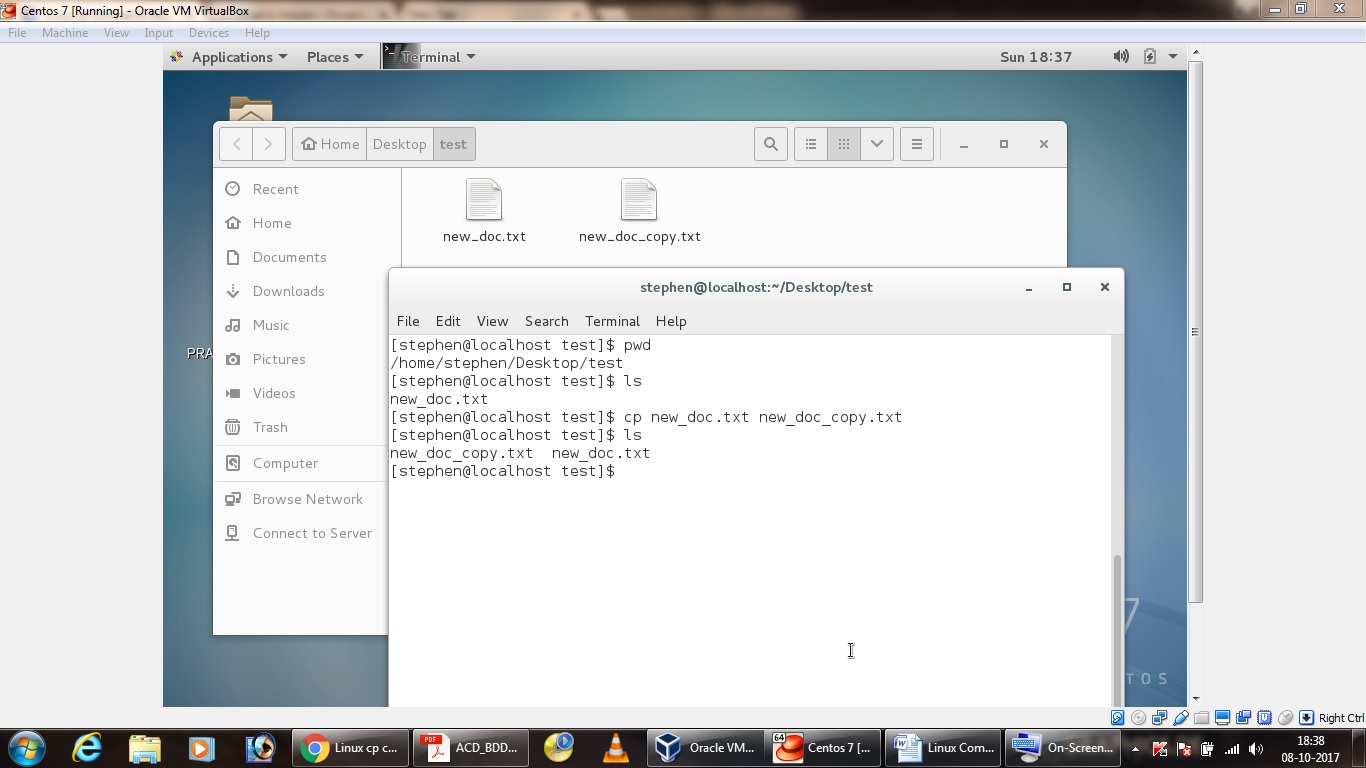 Centos 7 [Running] - Oracle VM VirtualBox
File Machine View Input Devices Help
Applications Places Terminal Sun 18:37
Home Desktop test
Recent
Home
Documents
Downloads
Music
Pictures
Videos
Trash
Computer
Browse Network
Connect to Server
new_doc.txt new_doc_copy.txt
PRA
stephen@localhost:~/Desktop/test
File Edit View Search Terminal Help
[stephen@localhost test]$ pwd
/home/stephen/Desktop/test
[stephen@localhost test]$ ls
new_doc.txt
[stephen@localhost test]$ cp new_doc.txt new_doc_copy.txt
[stephen@localhost test]$ ls
new_doc_copy.txt  new_doc.txt
[stephen@localhost test]$
7
TOS
Right Ctrl
Linux cp c... ACD_BDD... Oracle VM... Centos 7 [... Linux Com... On-Screen...
18:38
08-10-2017